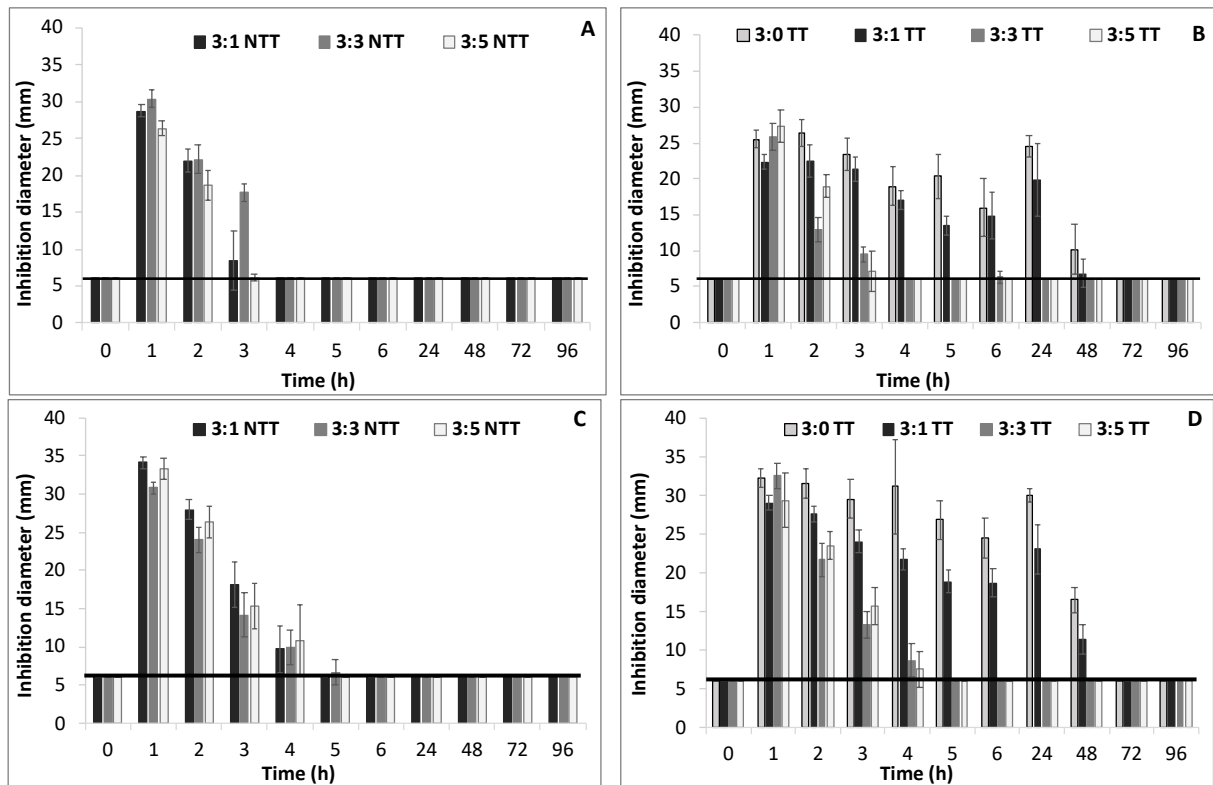 A
3:1 NTT 3:3 NTT 3:5 NTT
Inhibition diameter (mm)
40
35
30
25
20
15
10
5
0
0 1 2 3 4 5 6 24 48 72 96
Time (h)
B
3:0 TT 3:1 TT 3:3 TT 3:5 TT
Inhibition diameter (mm)
40
35
30
25
20
15
10
5
0
0 1 2 3 4 5 6 24 48 72 96
Time (h)
C
3:1 NTT 3:3 NTT 3:5 NTT
Inhibition diameter (mm)
40
35
30
25
20
15
10
5
0
0 1 2 3 4 5 6 24 48 72 96
Time (h)
D
3:0 TT 3:1 TT 3:3 TT 3:5 TT
Inhibition diameter (mm)
40
35
30
25
20
15
10
5
0
0 1 2 3 4 5 6 24 48 72 96
Time (h)